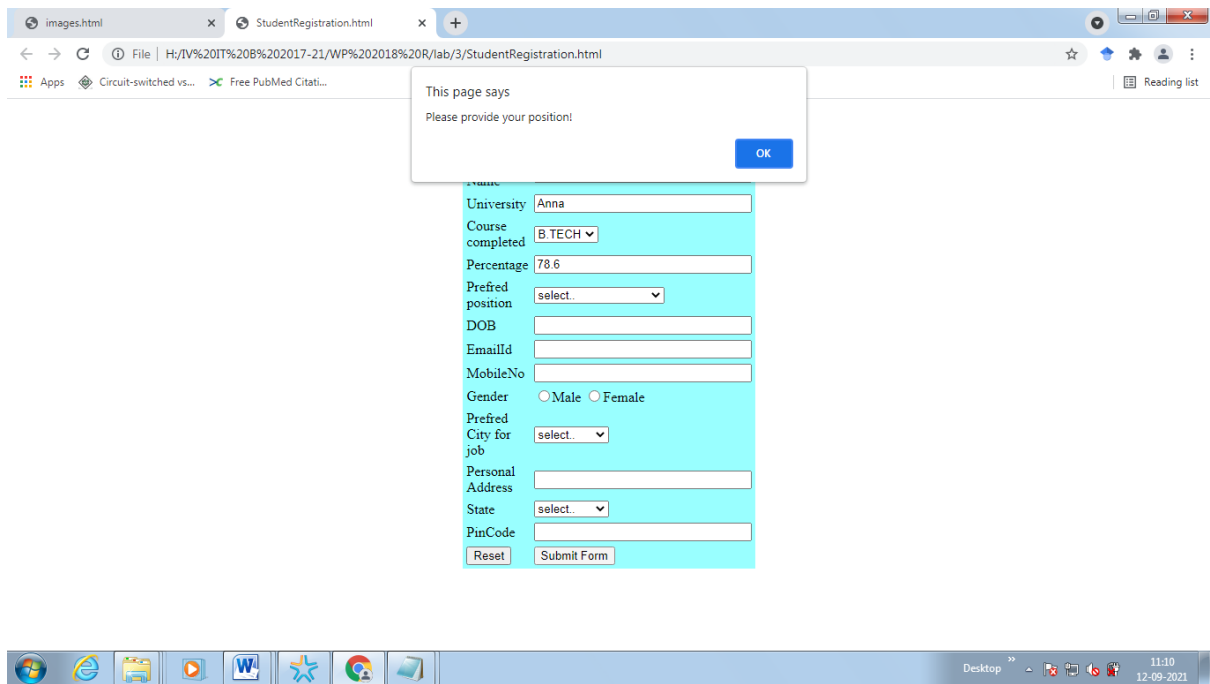 images.html
StudentRegistration.html
File | H:/IV%20IT%20B%202017-21/WP%202018%20R/lab/3/StudentRegistration.html
Apps Circuit-switched vs... Free PubMed Citati... Reading list
This page says
Please provide your position!
OK
Name
University Anna
Course
completed B.TECH
Percentage 78.6
Prefred
position select..
DOB
EmailId
MobileNo
Gender Male Female
Prefred
City for
job select..
Personal
Address
State select..
PinCode
Reset Submit Form
Desktop 11:10
12-09-2021